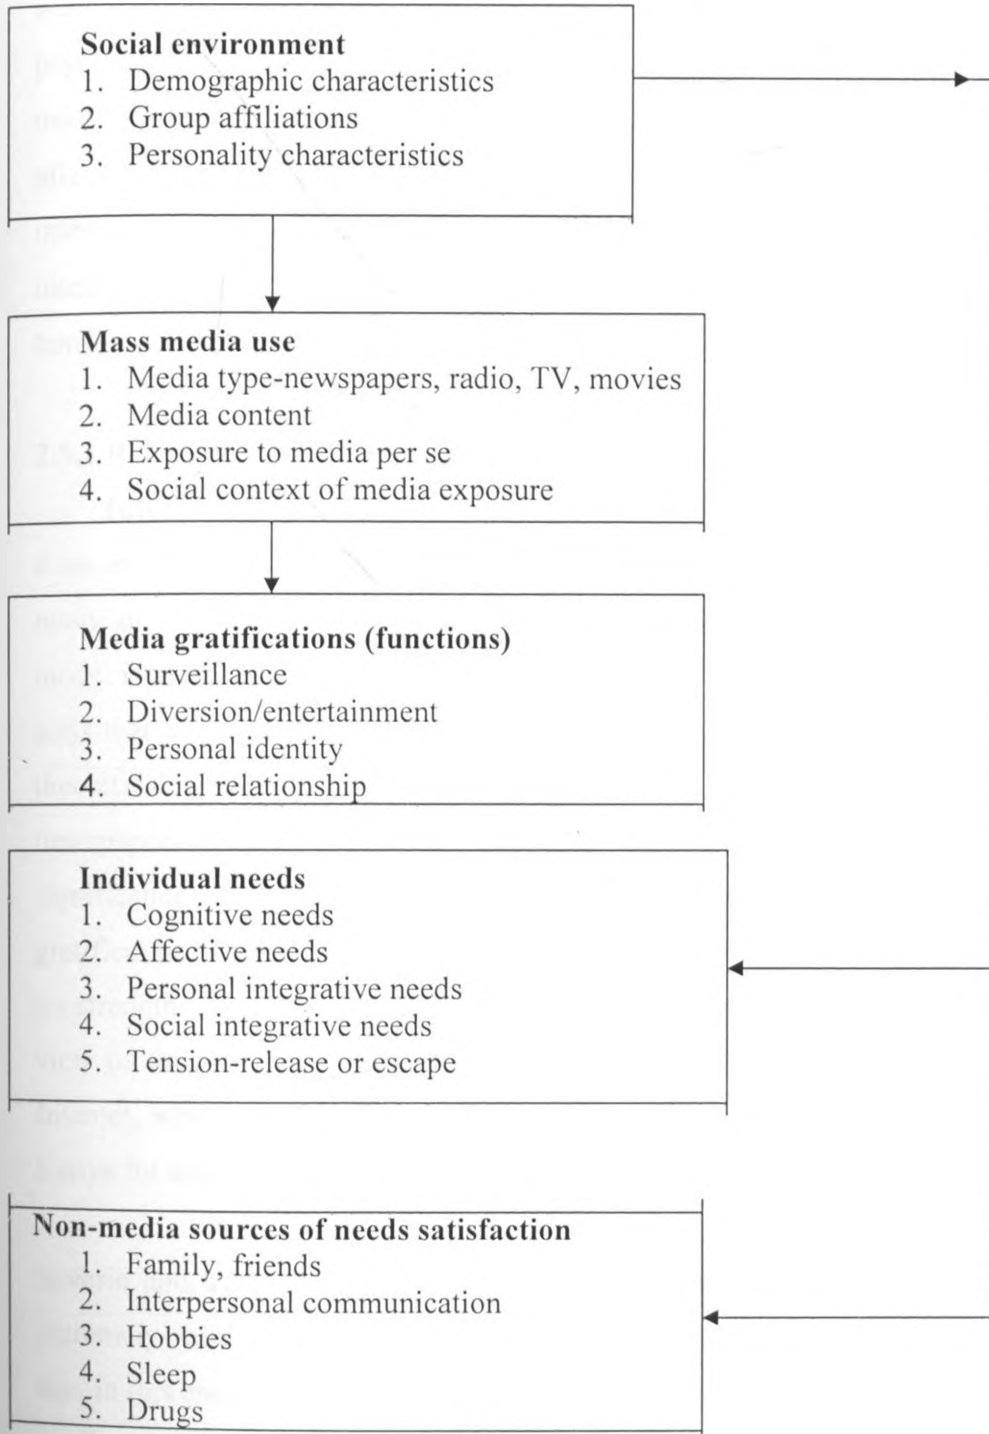 Social environment
1. Demographic characteristics
2. Group affiliations
3. Personality characteristics
Mass media use
1. Media type-newspapers, radio, TV, movies
2. Media content
3. Exposure to media per se
4. Social context of media exposure
Media gratifications (functions)
1. Surveillance
2. Diversion/entertainment
3. Personal identity
4. Social relationship
Individual needs
1. Cognitive needs
2. Affective needs
3. Personal integrative needs
4. Social integrative needs
5. Tension-release or escape
Non-media sources of needs satisfaction
1. Family, friends
2. Interpersonal communication
3. Hobbies
4. Sleep
5. Drugs